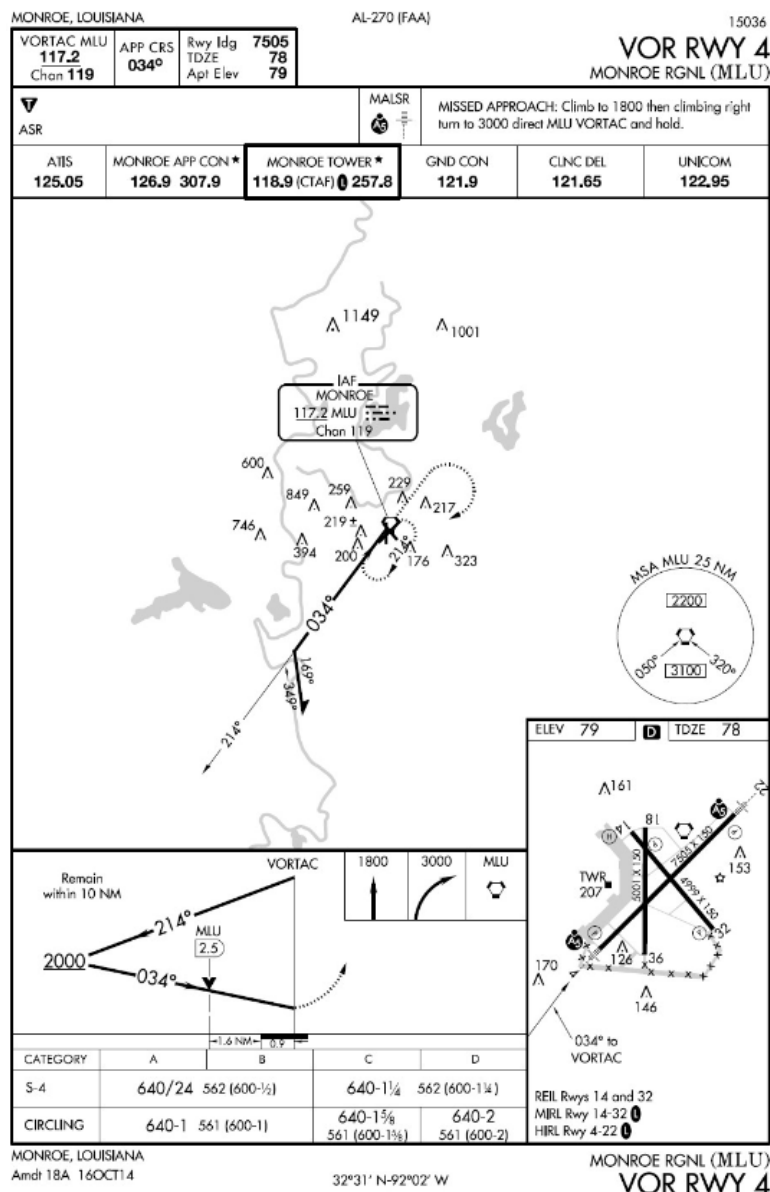 MONROE, LOUISIANA
AL-270 (FAA)
15036
VORTAC MLU
117.2
Chan 119
APP CRS
034°
Rwy ldg 7505
TDZE 78
Apt Elev 79
VOR RWY 4
MONROE RGNL (MLU)
T
ASR
MALSR
A5
MISSED APPROACH: Climb to 1800 then climbing right
turn to 3000 direct MLU VORTAC and hold.
ATIS
125.05
MONROE APP CON★
126.9 307.9
MONROE TOWER★
118.9 (CTAF) L 257.8
GND CON
121.9
CLNC DEL
121.65
UNICOM
122.95
1149
1001
IAF
MONROE
117.2 MLU
Chan 119
600
849
259
229
217
746
394
219±
200
214°
176
323
034°
169°
349°
214°
MSA MLU 25 NM
2200
050°
320°
3100
ELEV 79
D
TDZE 78
161
22
A5
14
18
7505 X 150
TWR
207
5001 X 150
4999 X 150
153
A5
32
126
36
4
170
146
034° to
VORTAC
REIL Rwys 14 and 32
MIRL Rwy 14-32 L
HIRL Rwy 4-22 L
Remain
within 10 NM
VORTAC
1800
3000
MLU
214°
MLU
2.5
2000
034°
1.6 NM
0.9
CATEGORY A B C D
S-4 640/24 562 (600-½) 640-1¼ 562 (600-1¼)
CIRCLING 640-1 561 (600-1) 640-1⅝ 561 (600-1⅝) 640-2 561 (600-2)
MONROE, LOUISIANA
Amdt 18A 16OCT14
32°31' N-92°02' W
MONROE RGNL (MLU)
VOR RWY 4